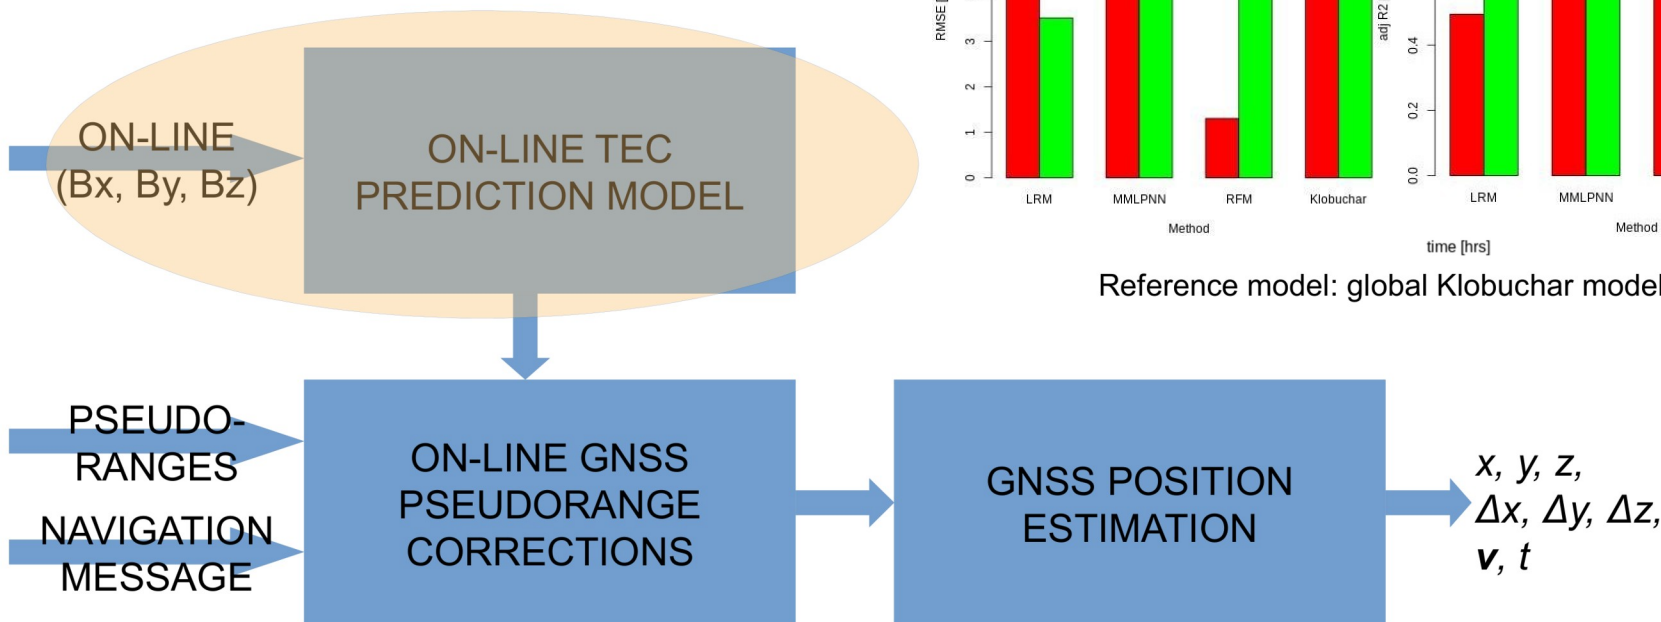 ON-LINE
(Bx, By, Bz)
ON-LINE TEC
PREDICTION MODEL
RMSE [
3
2
1
0
LRM
MMLPNN
RFM
Klobuchar
Method
adj R2
0.4
0.2
0.0
LRM
MMLPNN
Method
time [hrs]
Reference model: global Klobuchar model
PSEUDO-
RANGES
NAVIGATION
MESSAGE
ON-LINE GNSS
PSEUDORANGE
CORRECTIONS
GNSS POSITION
ESTIMATION
x, y, z,
Δx, Δy, Δz,
v, t